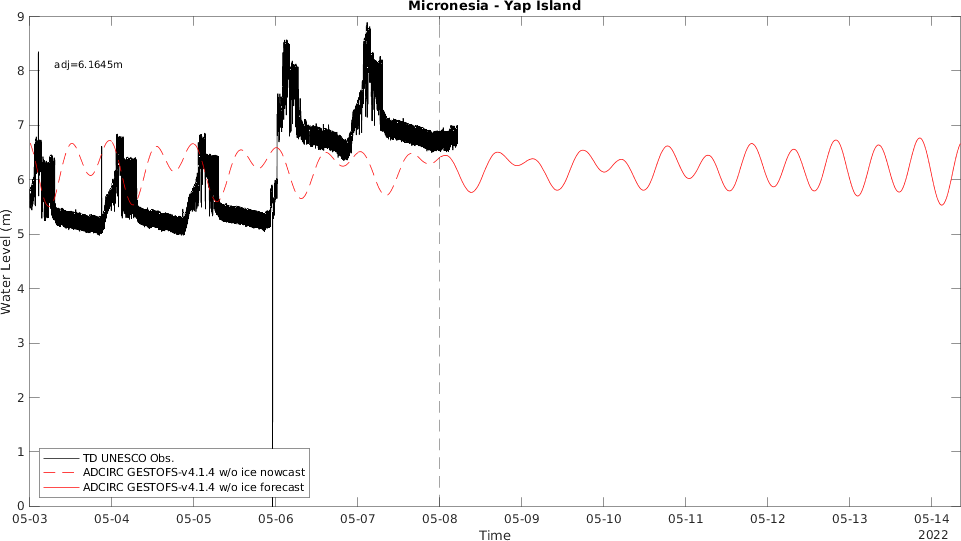 Micronesia - Yap Island
9
8
7
6
5
4
3
2
1
0
Water Level (m)
adj=6.1645m
TD UNESCO Obs.
ADCIRC GESTOFS-v4.1.4 w/o ice nowcast
ADCIRC GESTOFS-v4.1.4 w/o ice forecast
05-03 05-04 05-05 05-06 05-07 05-08 05-09 05-10 05-11 05-12 05-13 05-14
2022
Time